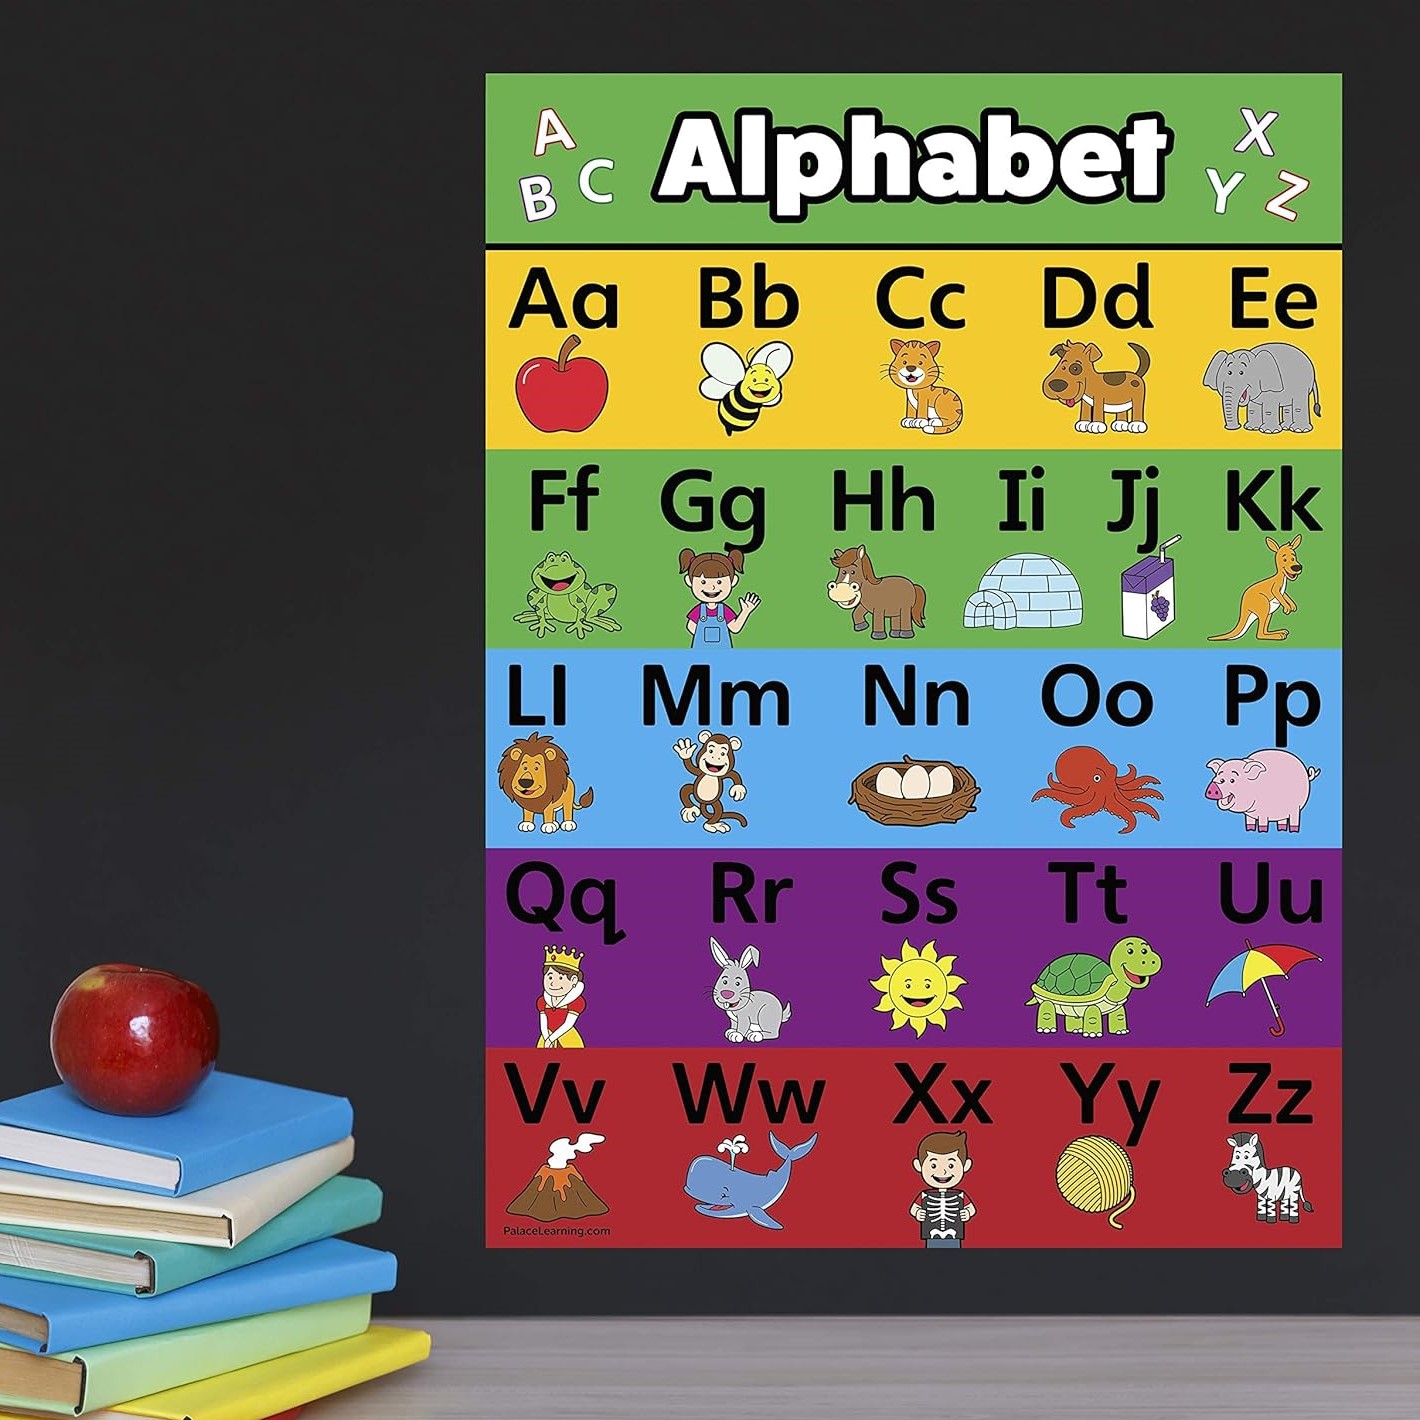 A B C Alphabet X Y Z
Aa Bb Cc Dd Ee
Ff Gg Hh Ii Jj Kk
Ll Mm Nn Oo Pp
Qq Rr Ss Tt Uu
Vv Ww Xx Yy Zz
PalaceLearning.com